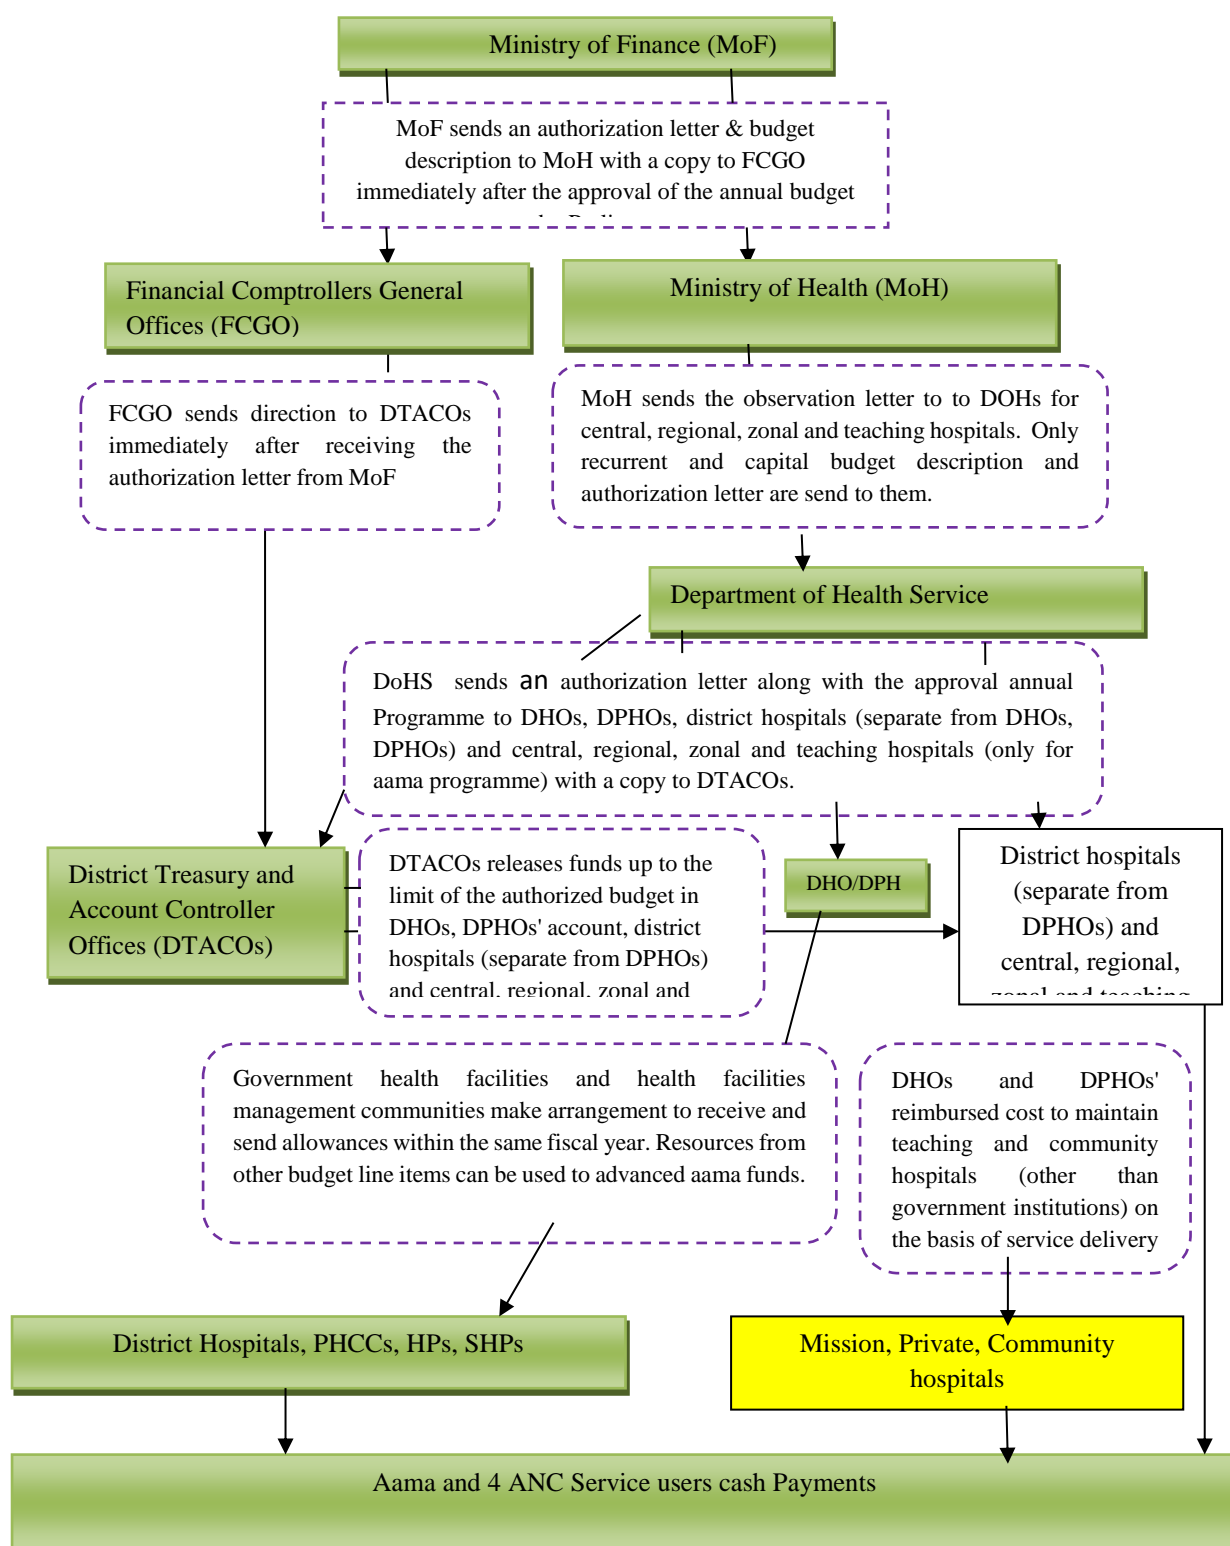 Ministry of Finance (MoF)
MoF sends an authorization letter & budget
description to MoH with a copy to FCGO
immediately after the approval of the annual budget
Financial Comptrollers General
Offices (FCGO)
Ministry of Health (MoH)
FCGO sends direction to DTACOs
immediately after receiving the
authorization letter from MoF
MoH sends the observation letter to to DOHs for
central, regional, zonal and teaching hospitals. Only
recurrent and capital budget description and
authorization letter are send to them.
Department of Health Service
DoHS sends an authorization letter along with the approval annual
Programme to DHOs, DPHOs, district hospitals (separate from DHOs,
DPHOs) and central, regional, zonal and teaching hospitals (only for
aama programme) with a copy to DTACOs.
District Treasury and
Account Controller
Offices (DTACOs)
DTACOs releases funds up to the
limit of the authorized budget in
DHOs, DPHOs' account, district
hospitals (separate from DPHOs)
and central, regional, zonal and
DHO/DPH
District hospitals
(separate from
DPHOs) and
central, regional,
zonal and teaching
Government health facilities and health facilities
management communities make arrangement to receive and
send allowances within the same fiscal year. Resources from
other budget line items can be used to advanced aama funds.
DHOs and DPHOs'
reimbursed cost to maintain
teaching and community
hospitals (other than
government institutions) on
the basis of service delivery
District Hospitals, PHCCs, HPs, SHPs
Mission, Private, Community
hospitals
Aama and 4 ANC Service users cash Payments